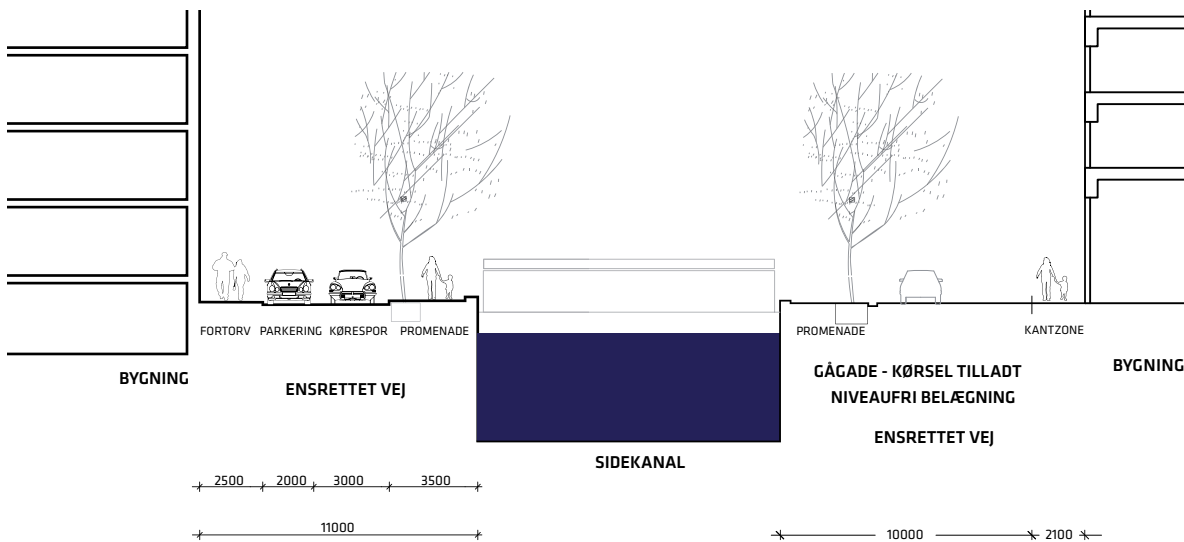 FORTORV PARKERING KØRESPOR PROMENADE
PROMENADE
KANTZONE
BYGNING
ENSRETTET VEJ
GÅGADE - KØRSEL TILLADT
NIVEAUFRI BELÆGNING
ENSRETTET VEJ
BYGNING
SIDEKANAL
2500 2000 3000 3500
11000
10000 2100